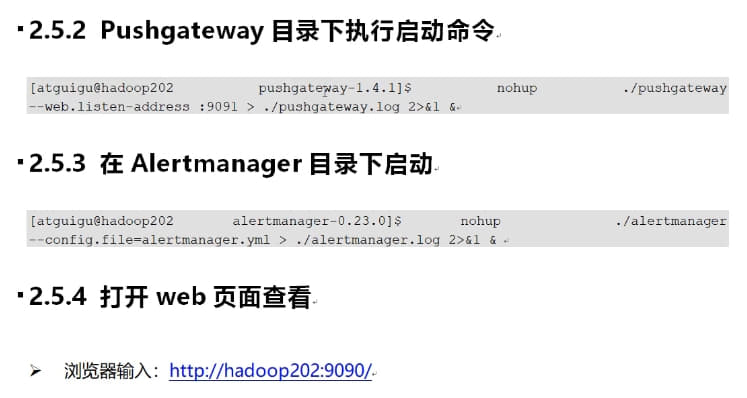 2.5.2 Pushgateway 目录下执行启动命令
[atguigu@hadoop202 pushgateway-1.4.1]$ nohup ./pushgateway
--web.listen-address :9091 > ./pushgateway.log 2>&1 &
2.5.3 在 Alertmanager 目录下启动
[atguigu@hadoop202 alertmanager-0.23.0]$ nohup ./alertmanager
--config.file=alertmanager.yml > ./alertmanager.log 2>&1 &
2.5.4 打开 web 页面查看
浏览器输入：http://hadoop202:9090/